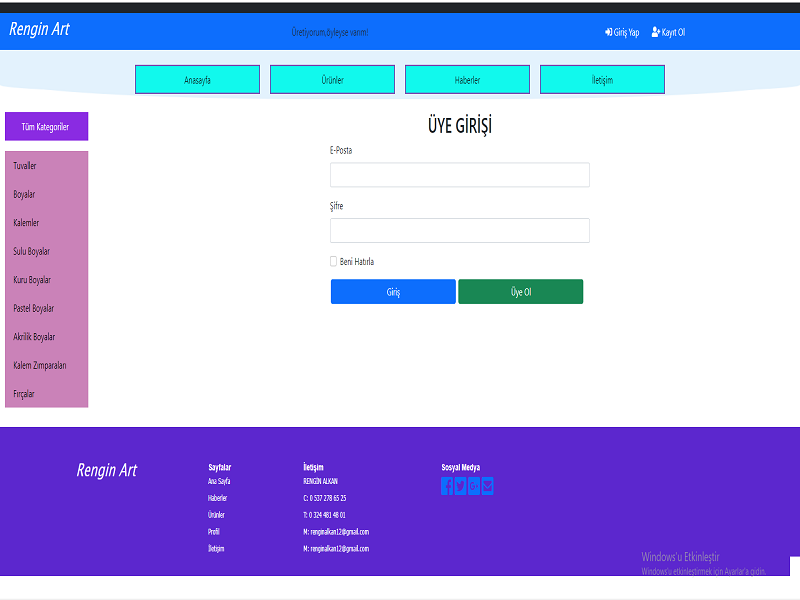 Rengin Art
Üretiyorum,öyleyse varım!
Giriş Yap
Kayıt Ol
Anasayfa
Ürünler
Haberler
İletişim
Tüm Kategoriler
Tuvaller
Boyalar
Kalemler
Sulu Boyalar
Kuru Boyalar
Pastel Boyalar
Akrilik Boyalar
Kalem Zımparaları
Fırçalar
ÜYE GİRİŞİ
E-Posta
Şifre
Beni Hatırla
Giriş
Üye Ol
Rengin Art
Sayfalar
Ana Sayfa
Haberler
Ürünler
Profil
İletişim
İletişim
RENGİN ALKAN
C: 0 537 278 65 25
T: 0 324 481 48 01
M: renginalkan12@gmail.com
M: renginalkan12@gmail.com
Sosyal Medya
Windows'u Etkinleştir
Windows'u etkinleştirmek için Ayarlar'a gidin.